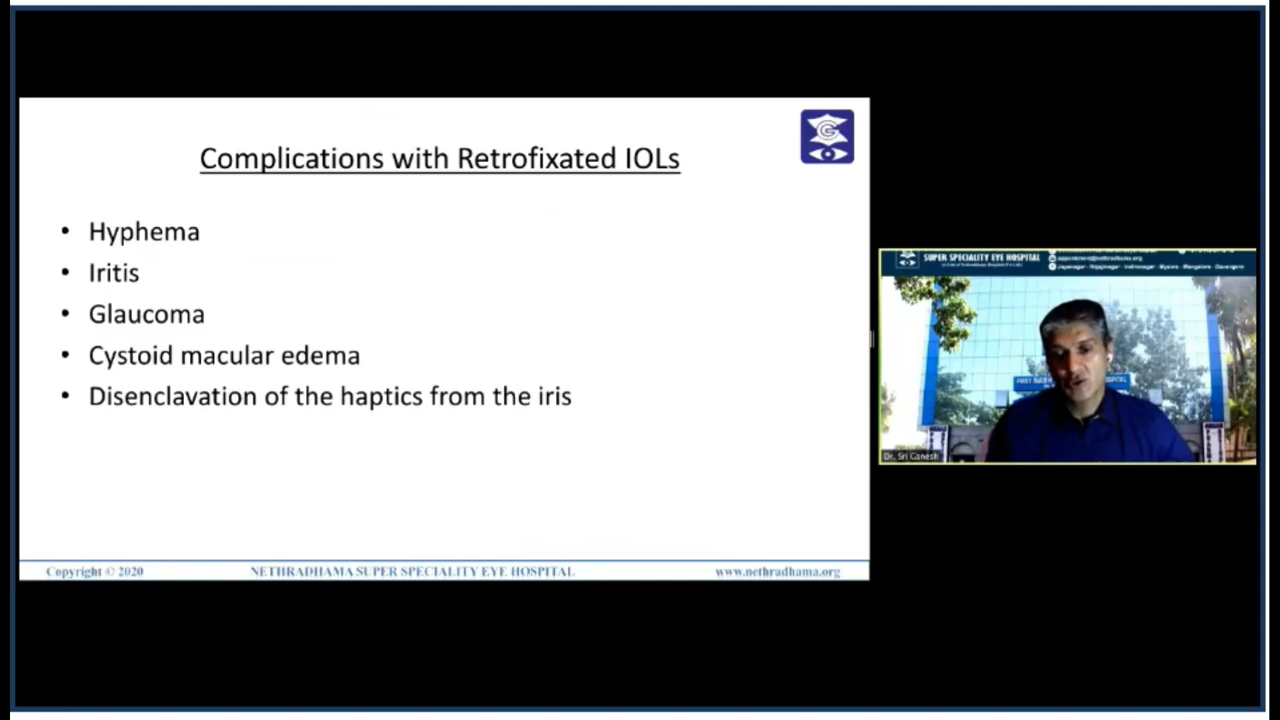 Complications with Retrofixated IOLs
• Hyphema
• Iritis
• Glaucoma
• Cystoid macular edema
• Disenclavation of the haptics from the iris
Copyright © 2020 NETHRADHAMA SUPER SPECIALITY EYE HOSPITAL www.nethradhama.org
SUPER SPECIALITY EYE HOSPITAL
Dr. Sri Ganesh